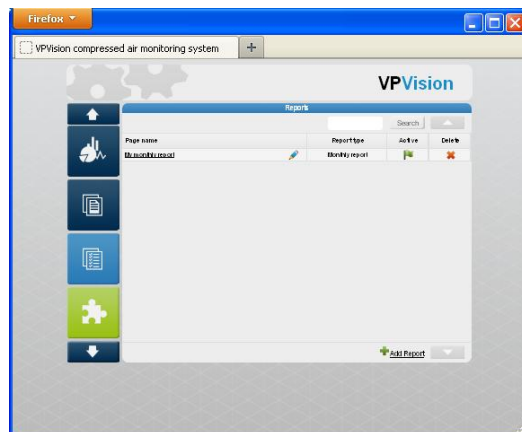 Firefox
VPVision compressed air monitoring system
VPVision
Reports
Search
Page name Report type Active Delete
My monthly report Monthly report
Add Report